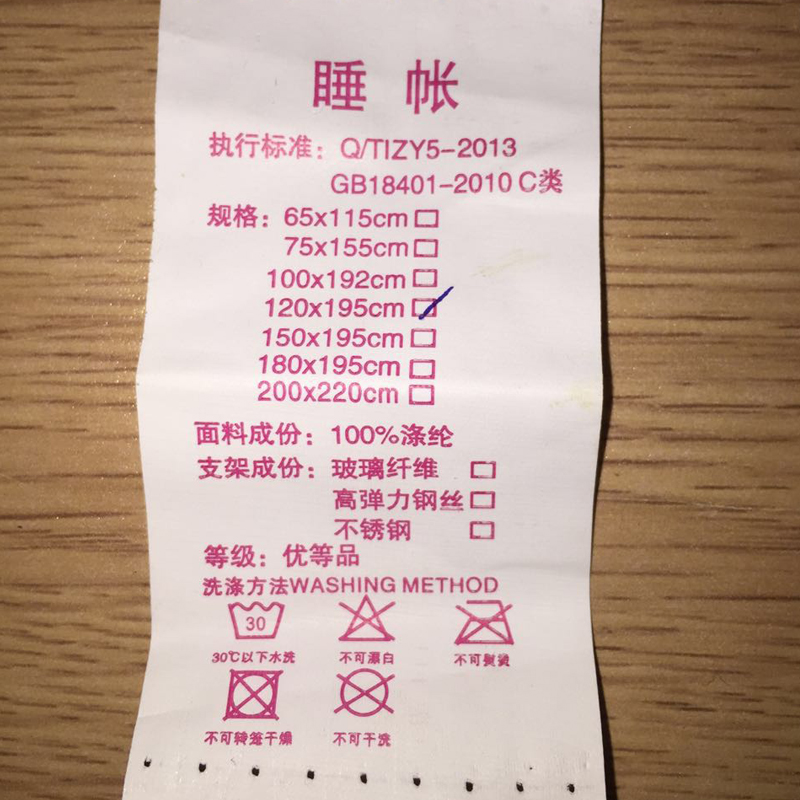 睡 帐
执行标准：Q/TIZY5-2013
GB18401-2010 C类
规格：65x115cm
75x155cm
100x192cm
120x195cm
150x195cm
180x195cm
200x220cm
面料成份：100%涤纶
支架成份：玻璃纤维
高弹力钢丝
不锈钢
等级：优等品
洗涤方法WASHING METHOD
30
30℃以下水洗 不可漂白 不可熨烫
不可转笼干燥 不可干洗